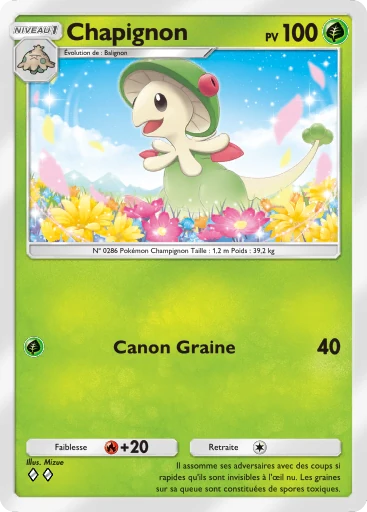 NIVEAU 1
Chapignon
PV 100
Évolution de : Balignon
N° 0286 Pokémon Champignon Taille : 1,2 m Poids : 39,2 kg
Canon Graine 40
Faiblesse +20 Retraite
Illus. Mizue
Il assomme ses adversaires avec des coups si
rapides qu'ils sont invisibles à l'œil nu. Les graines
sur sa queue sont constituées de spores toxiques.